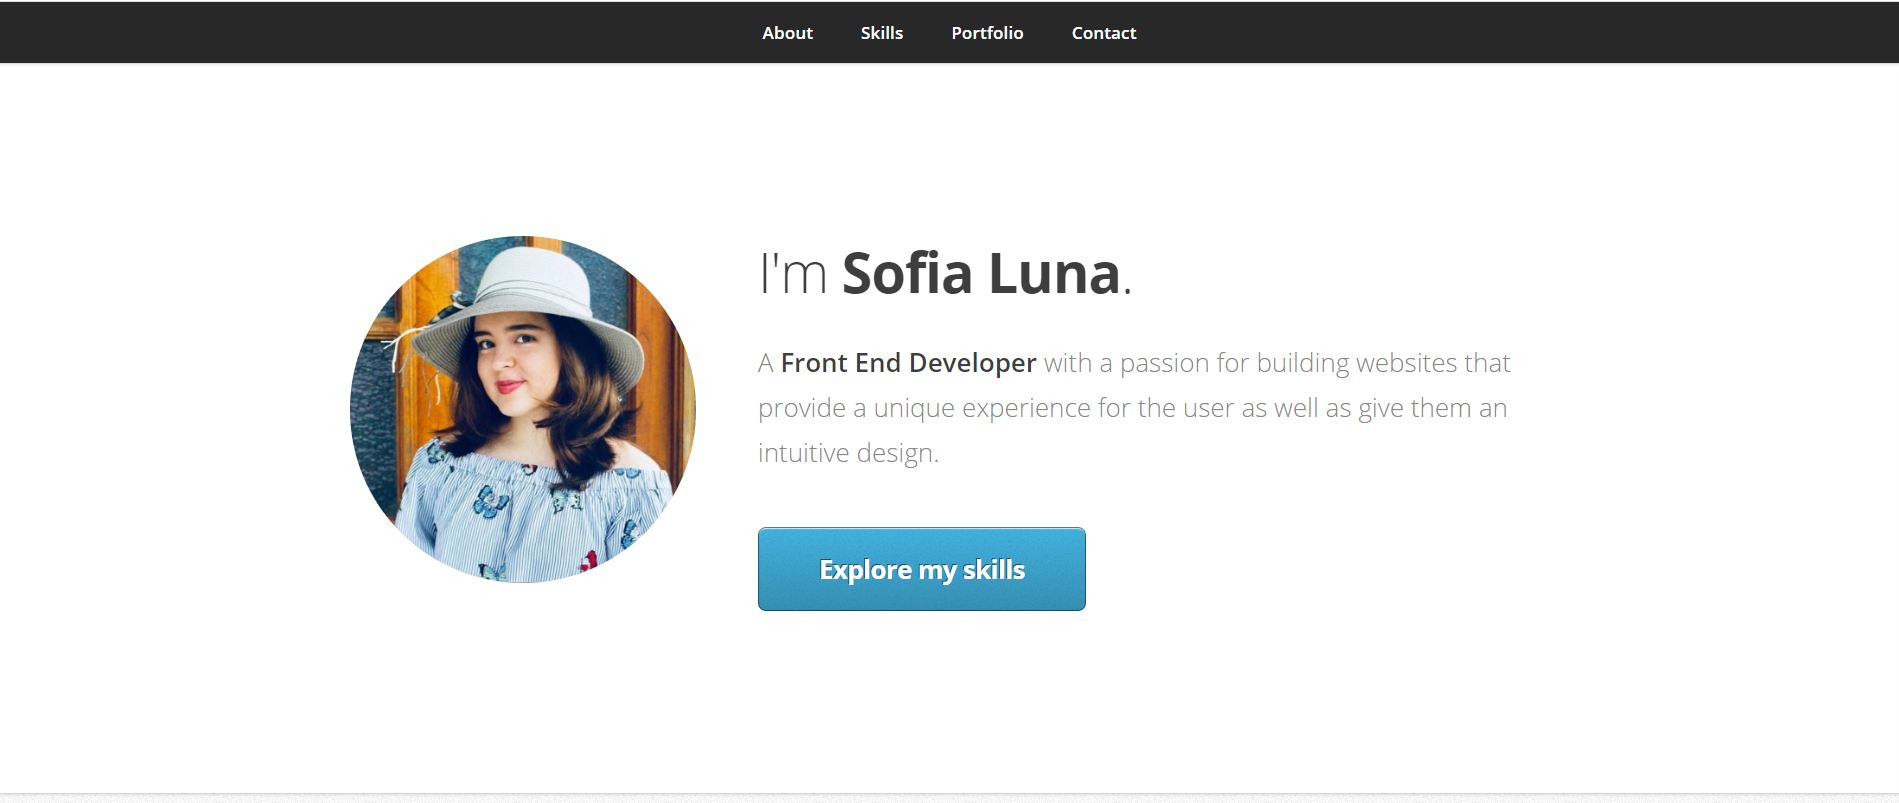 About Skills Portfolio Contact
I'm Sofia Luna.
A Front End Developer with a passion for building websites that
provide a unique experience for the user as well as give them an
intuitive design.
Explore my skills